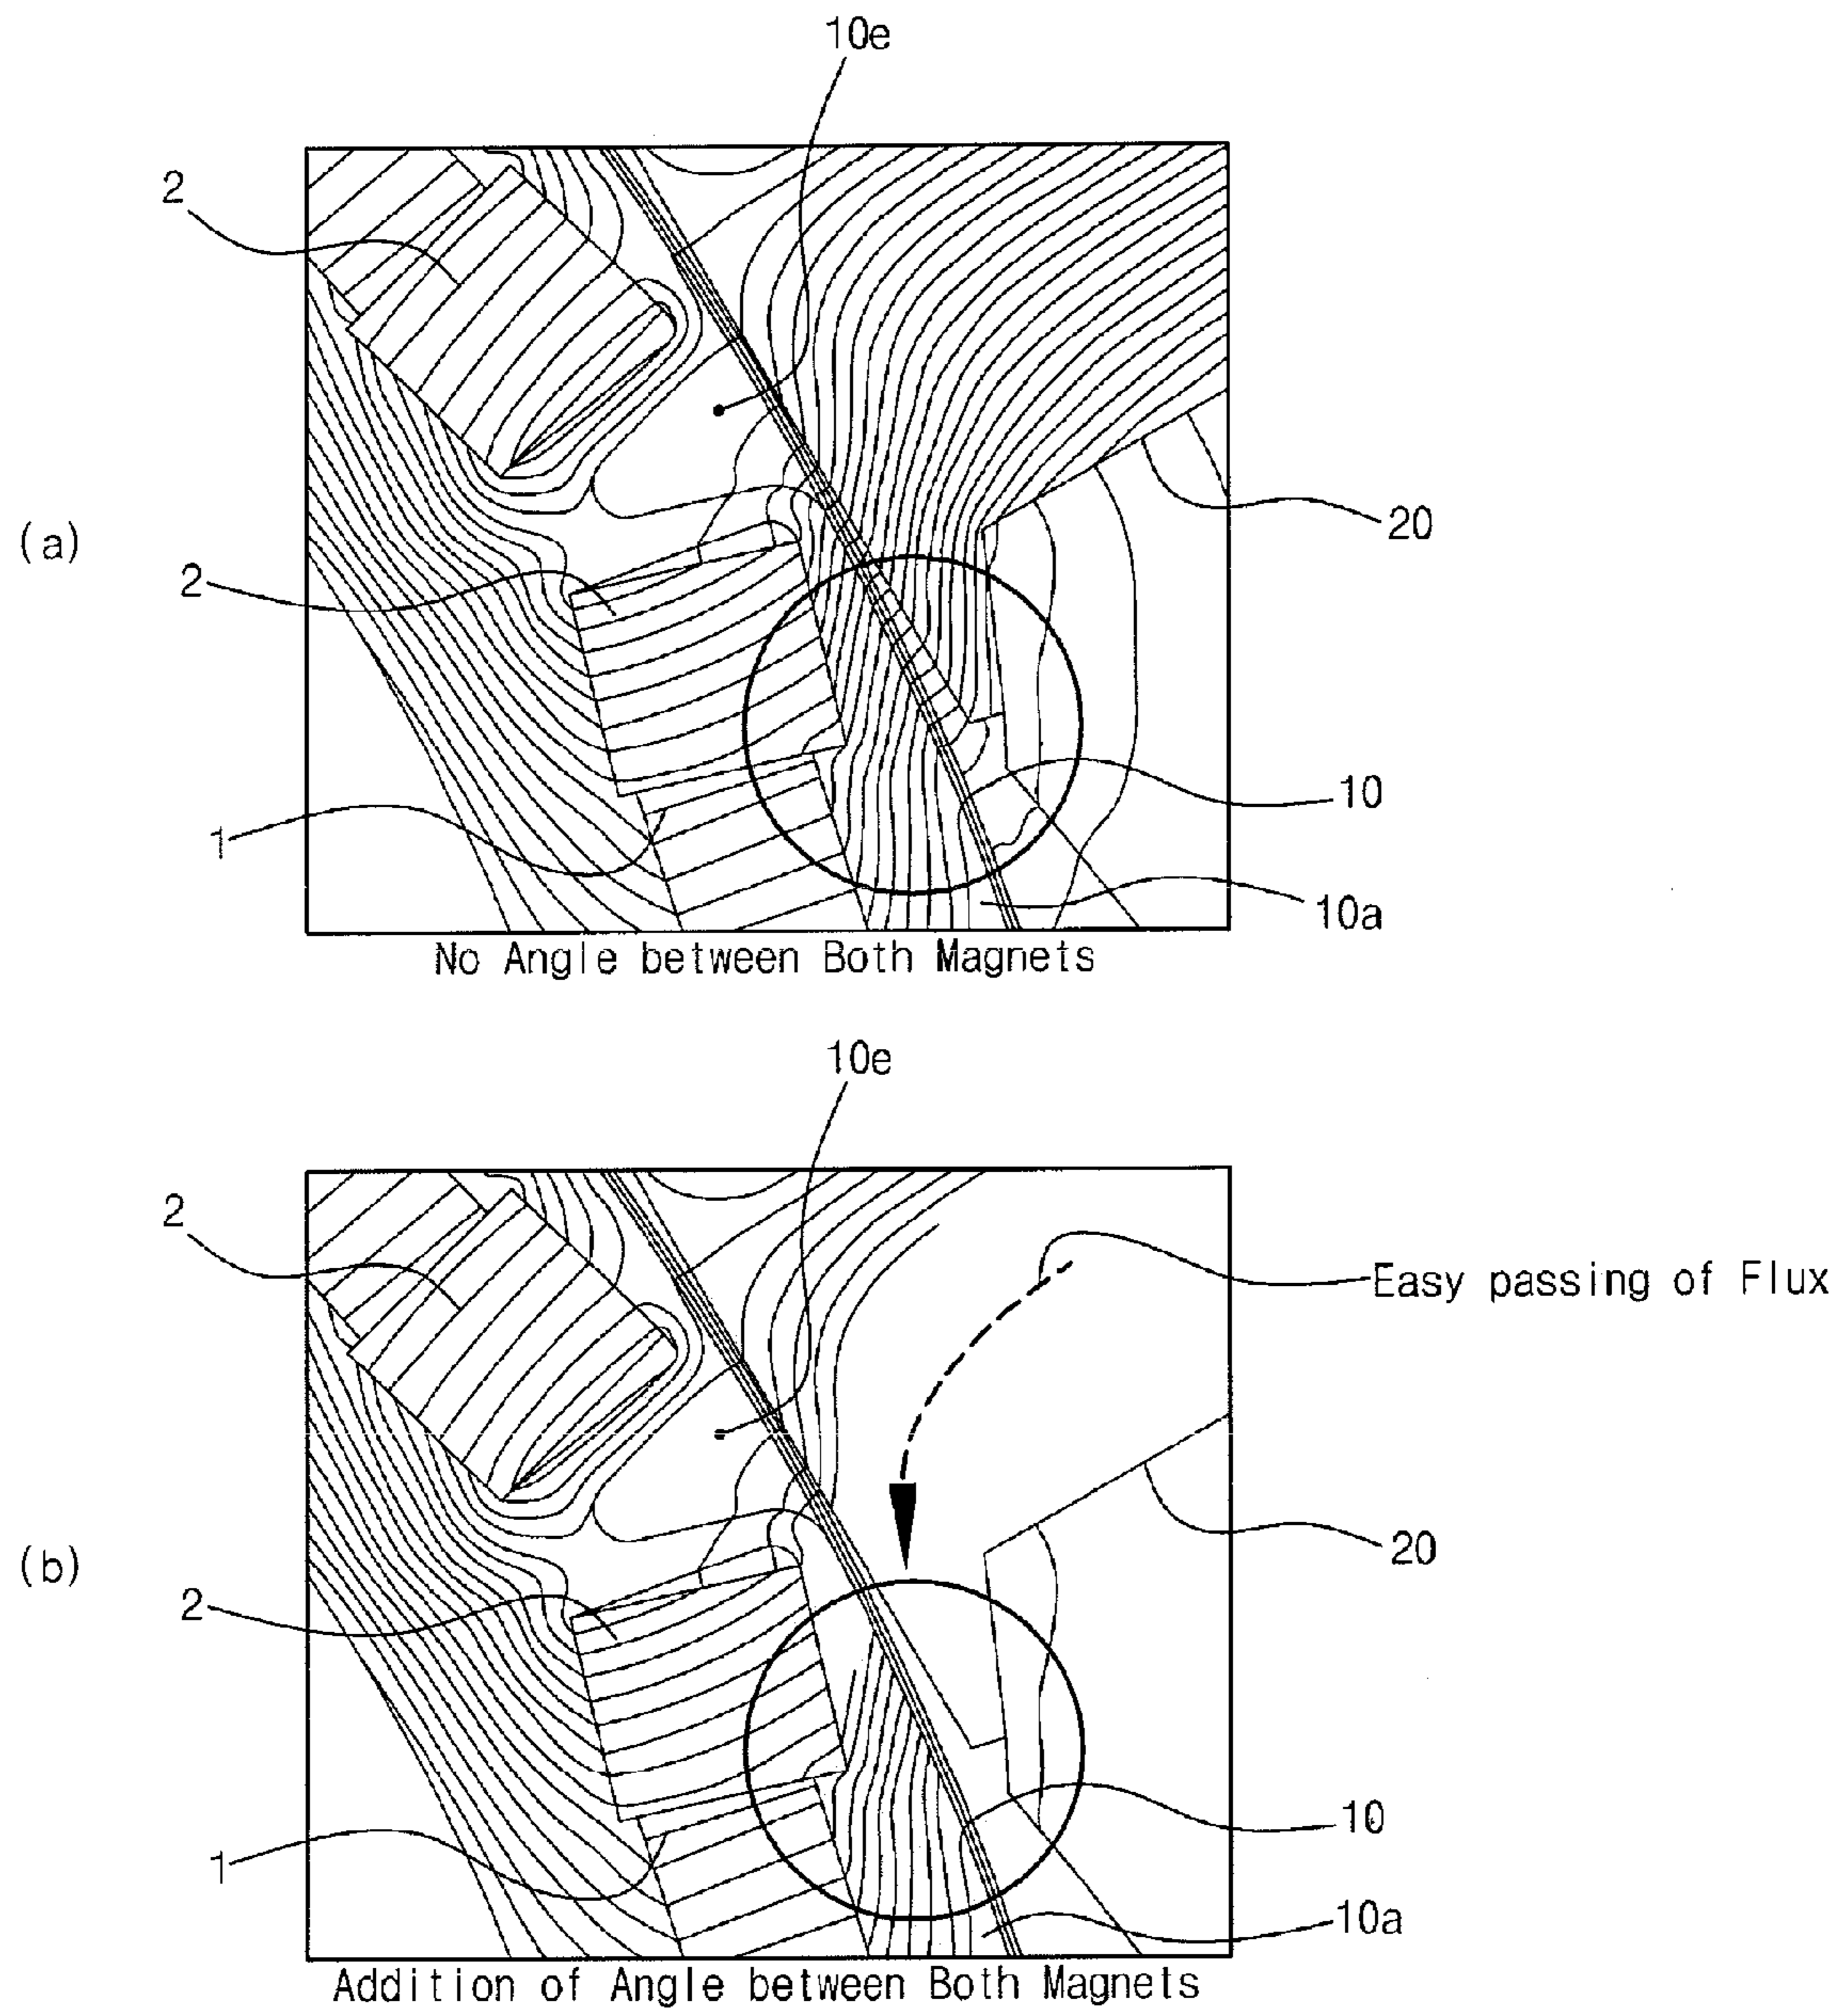 10e
2
(a)
20
2
10
1
10a
No Angle between Both Magnets
10e
2
Easy passing of Flux
(b)
20
2
10
1
10a
Addition of Angle between Both Magnets